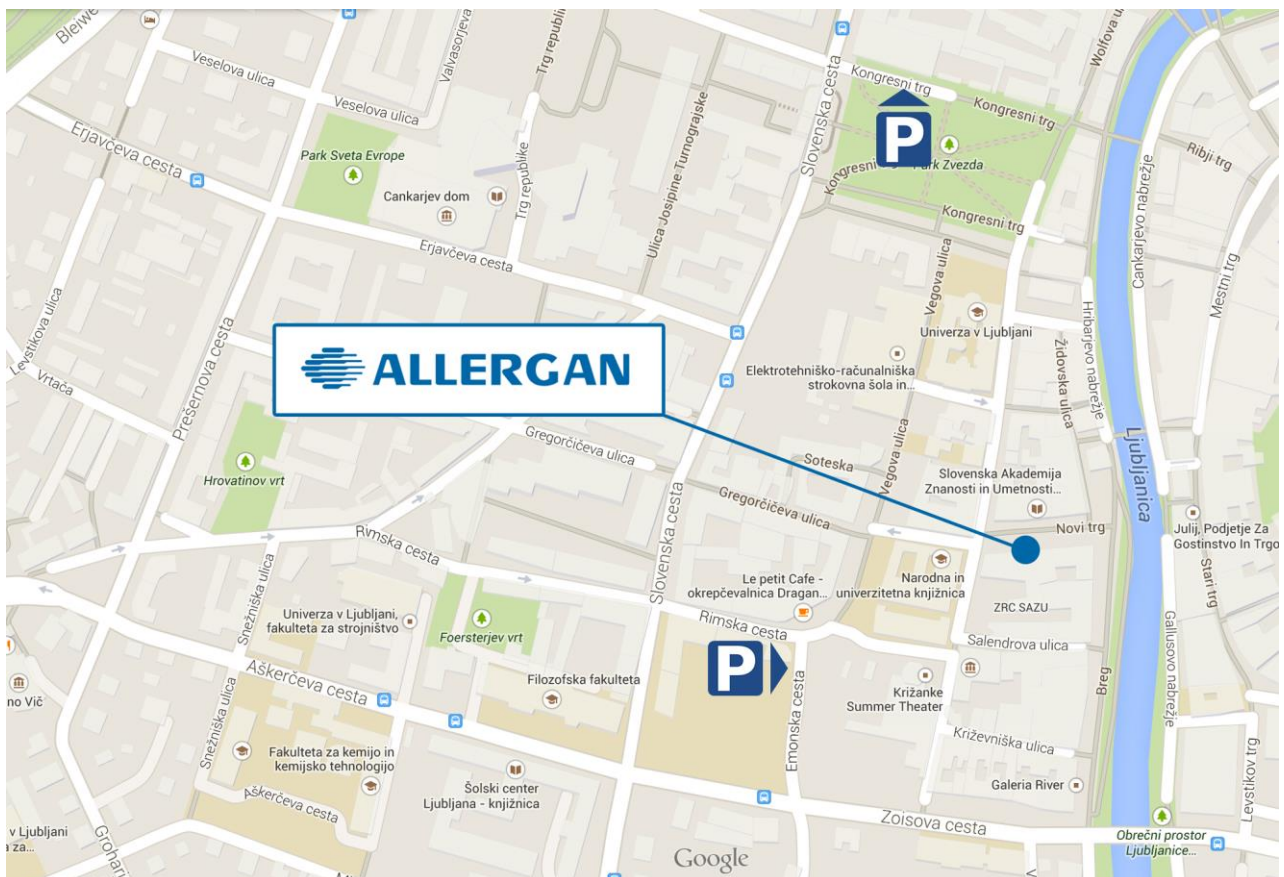 Bleiwe
Veselova ulica
Valvasorjeva
Trg republi
Slovenska cesta
Kongresni trg
Wolfova u
Veselova ulica
Kongresni trg
P
Erjavčeva cesta
Park Sveta Evrope
Ulica Josipine Turnograjske
Kongresni
Park Zvezda
Ribji trg
Cankarjev dom
Trg republike
Kongresni trg
Cankarjevo nabrežje
Mestni trg
Erjavčeva cesta
Vegova ulica
Levstikova ulica
Univerza v Ljubljani
Hribarjevo nabrežje
Prešernova cesta
ALLERGAN
Elektrotehniško-računalniška
strokovna šola in...
Židovska ulica
Vrtača
Ljubljanica
Gregorčičeva ulica
Soteska
Vegova ulica
Hrovatinov vrt
Slovenska Akademija
Znanosti in Umetnosti...
Gregorčičeva ulica
Novi trg
Julij, Podjetje Za
Gostinstvo In Trgo
Rimska cesta
Slovenska cesta
Le petit Cafe -
okrepčevalnica Dragan...
Narodna in
univerzitetna knjižnica
Stari trg
Snežniška ulica
Univerza v Ljubljani,
fakulteta za strojništvo
Foersterjev vrt
Rimska cesta
ZRC SAZU
Salendrova ulica
Gallusovo nabrežje
P
Aškerčeva cesta
Filozofska fakulteta
Križanke
Summer Theater
Breg
no Vič
Snežniška ulica
Emonska cesta
Križevniška ulica
Fakulteta za kemijo in
kemijsko tehnologijo
Šolski center
Ljubljana - knjižnica
Galeria River
Levstikov trg
Aškerčeva cesta
Zoisova cesta
v Ljubljani
a za...
Grohar
Google
Obrečni prostor
Ljubljanice...